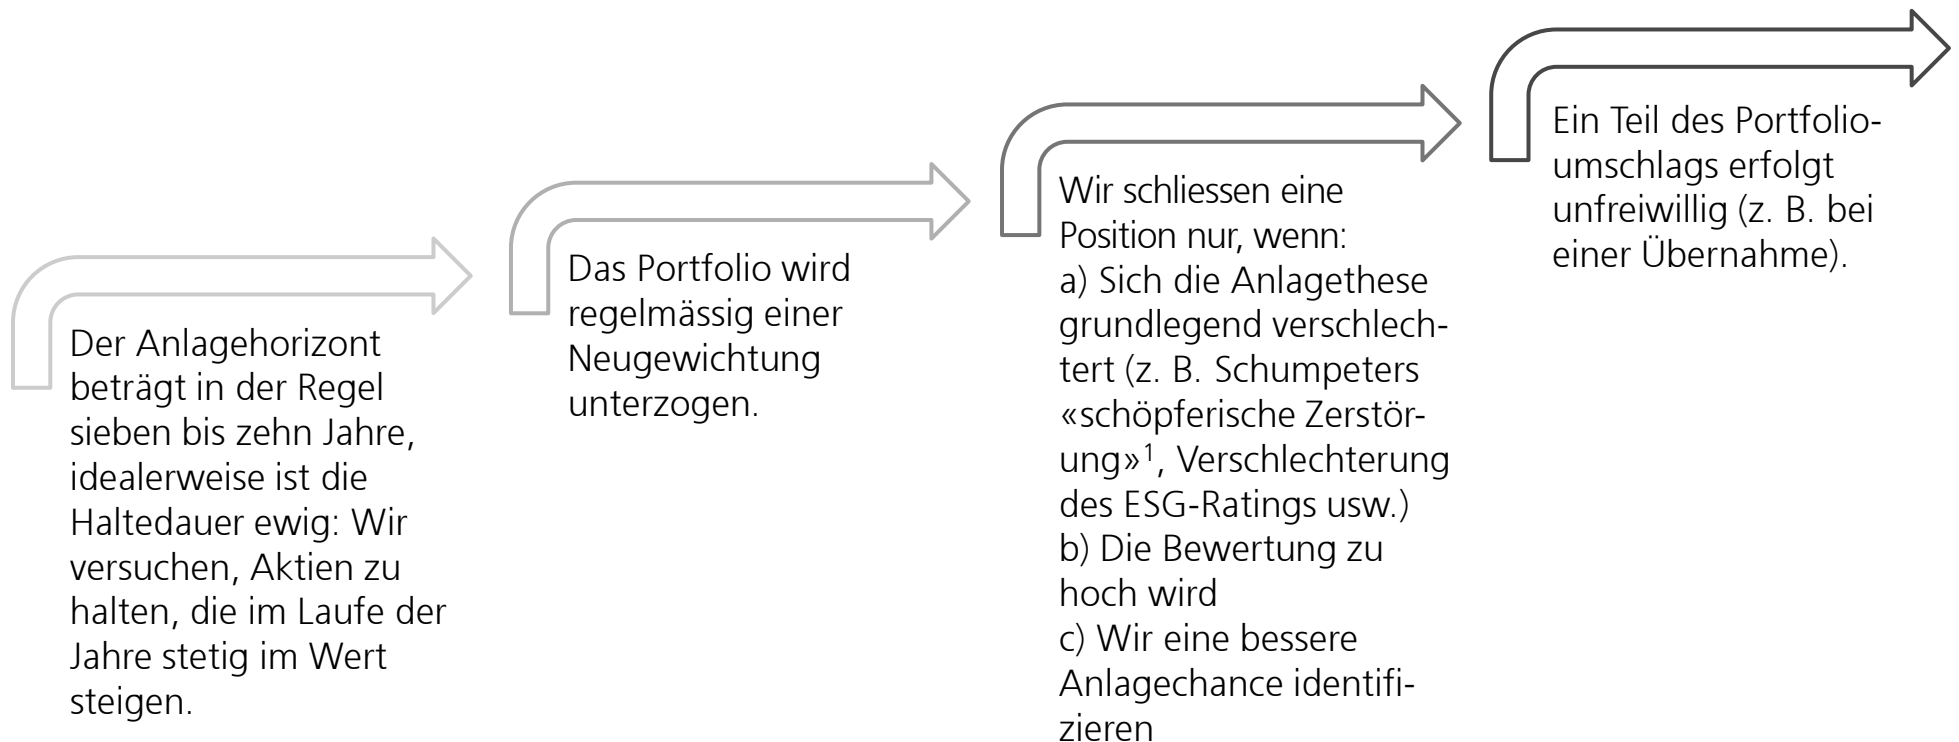 Der Anlagehorizont
beträgt in der Regel
sieben bis zehn Jahre,
idealerweise ist die
Haltedauer ewig: Wir
versuchen, Aktien zu
halten, die im Laufe der
Jahre stetig im Wert
steigen.
Das Portfolio wird
regelmässig einer
Neugewichtung
unterzogen.
Wir schliessen eine
Position nur, wenn:
a) Sich die Anlagethese
grundlegend verschlech-
tert (z. B. Schumpeters
«schöpferische Zerstör-
ung»¹, Verschlechterung
des ESG-Ratings usw.)
b) Die Bewertung zu
hoch wird
c) Wir eine bessere
Anlagechance identifi-
zieren
Ein Teil des Portfolio-
umschlags erfolgt
unfreiwillig (z. B. bei
einer Übernahme).